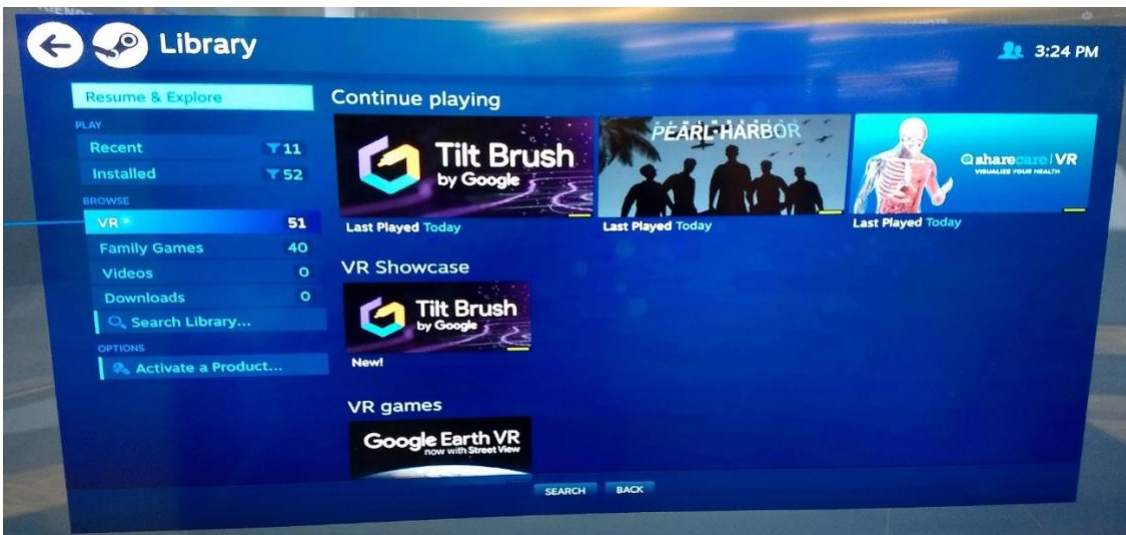 Library
3:24 PM
Resume & Explore
PLAY
Recent 11
Installed 52
BROWSE
VR 51
Family Games 40
Videos 0
Downloads 0
Search Library...
OPTIONS
Activate a Product...
Continue playing
Tilt Brush
by Google
Last Played Today
REMEMBERING
PEARL HARBOR
Last Played Today
sharecare VR
VISUALIZE YOUR HEALTH
Last Played Today
VR Showcase
Tilt Brush
by Google
New!
VR games
Google Earth VR
now with Street View
SEARCH BACK